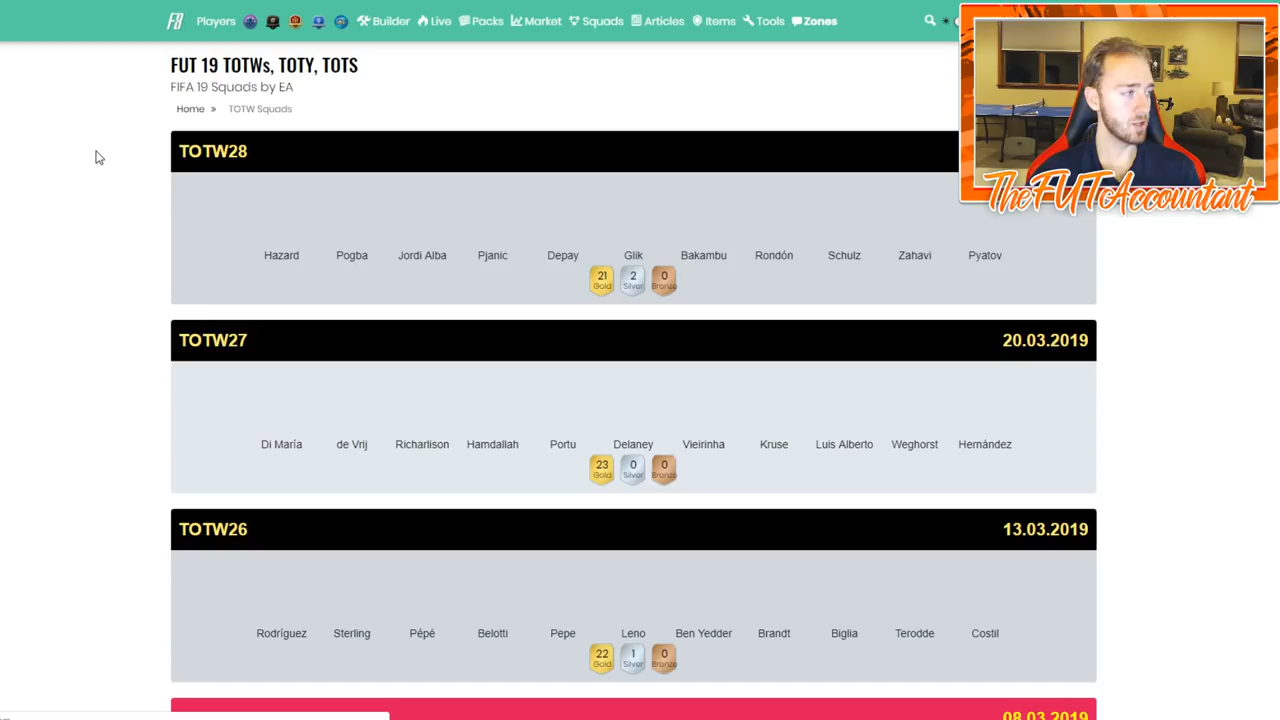 F8 Players Builder Live Packs Market Squads Articles Items Tools Zones
FUT 19 TOTWs, TOTY, TOTS
FIFA 19 Squads by EA
Home » TOTW Squads
TheFUTAccountant
TOTW28
Hazard Pogba Jordi Alba Pjanic Depay Glik Bakambu Rondón Schulz Zahavi Pyatov
21 2 0
Gold Silver Bronze
TOTW27 20.03.2019
Di María de Vrij Richarlison Hamdallah Portu Delaney Vieirinha Kruse Luis Alberto Weghorst Hernández
23 0 0
Gold Silver Bronze
TOTW26 13.03.2019
Rodríguez Sterling Pépé Belotti Pepe Leno Ben Yedder Brandt Biglia Terodde Costil
22 1 0
Gold Silver Bronze
08.03.2019